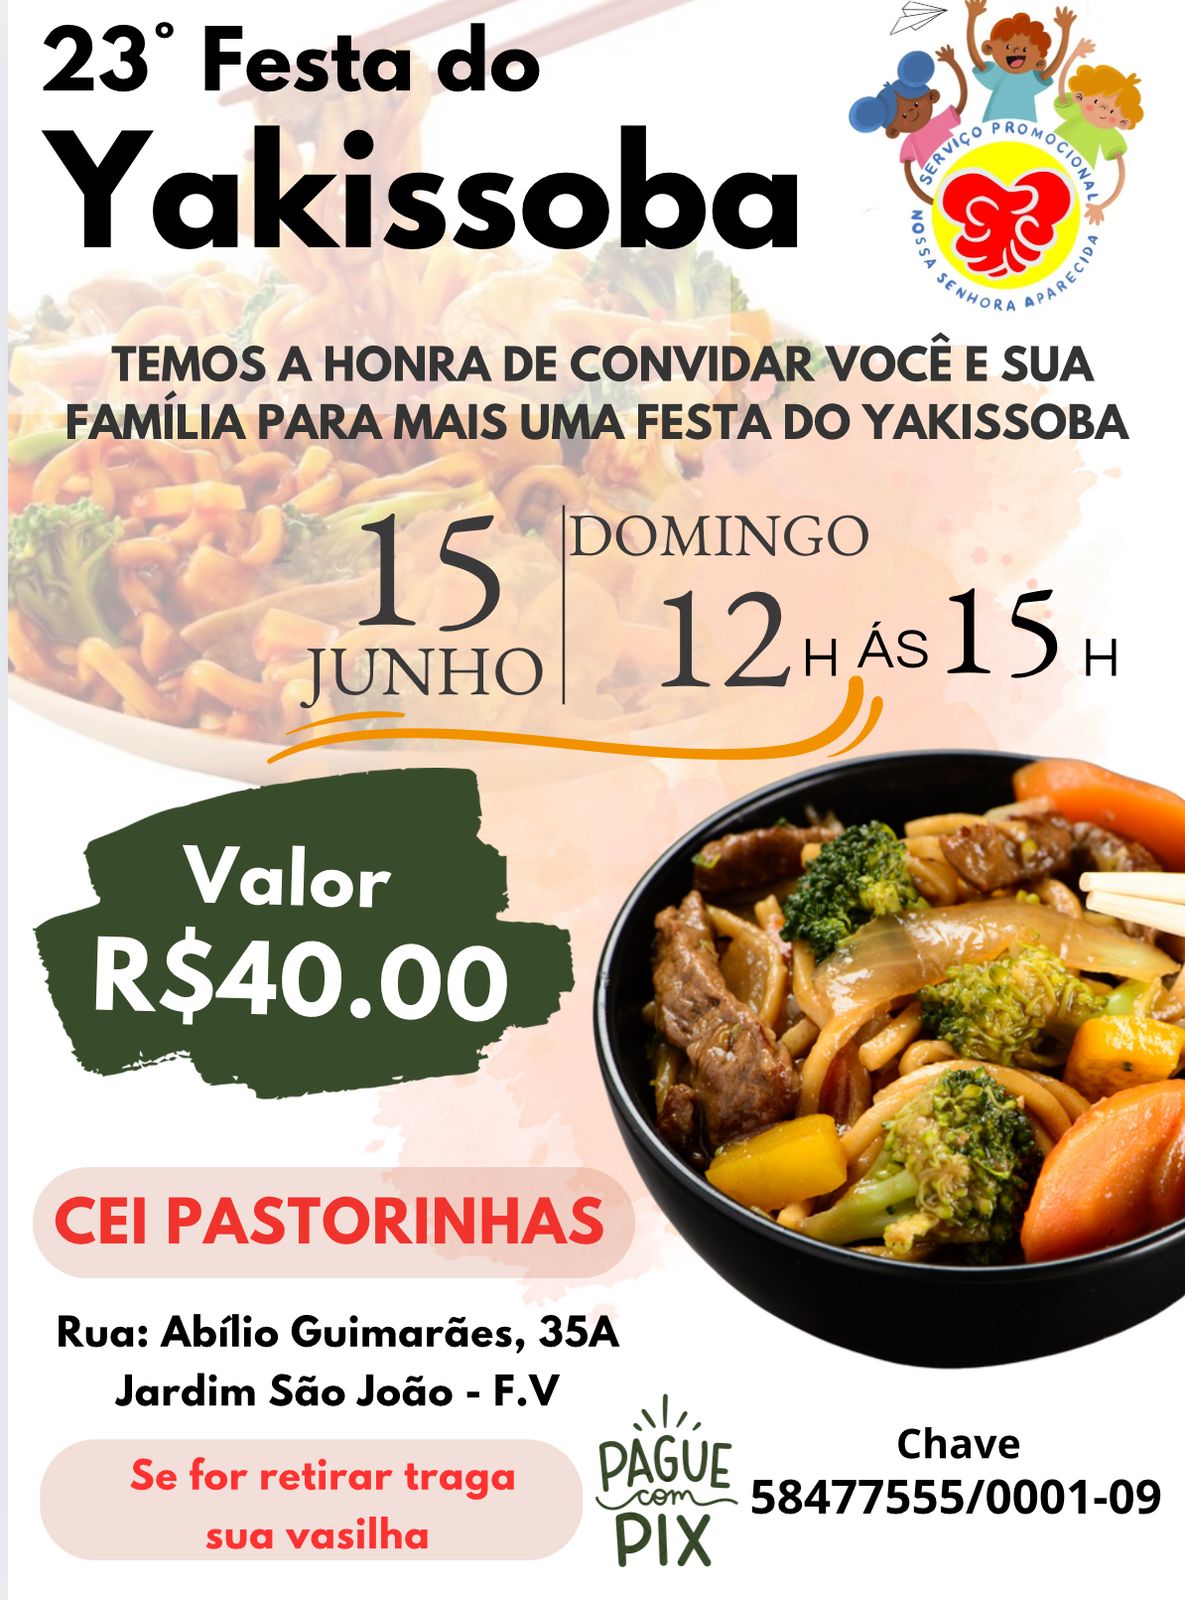 23° Festa do
Yakissoba
SERVIÇO PROMOCIONAL
NOSSA SENHORA APARECIDA
TEMOS A HONRA DE CONVIDAR VOCÊ E SUA
FAMÍLIA PARA MAIS UMA FESTA DO YAKISSOBA
15
JUNHO
DOMINGO
12 H ÁS 15 H
Valor
R$40.00
CEI PASTORINHAS
Rua: Abílio Guimarães, 35A
Jardim São João - F.V
Se for retirar traga
sua vasilha
PAGUE
com
PIX
Chave
58477555/0001-09